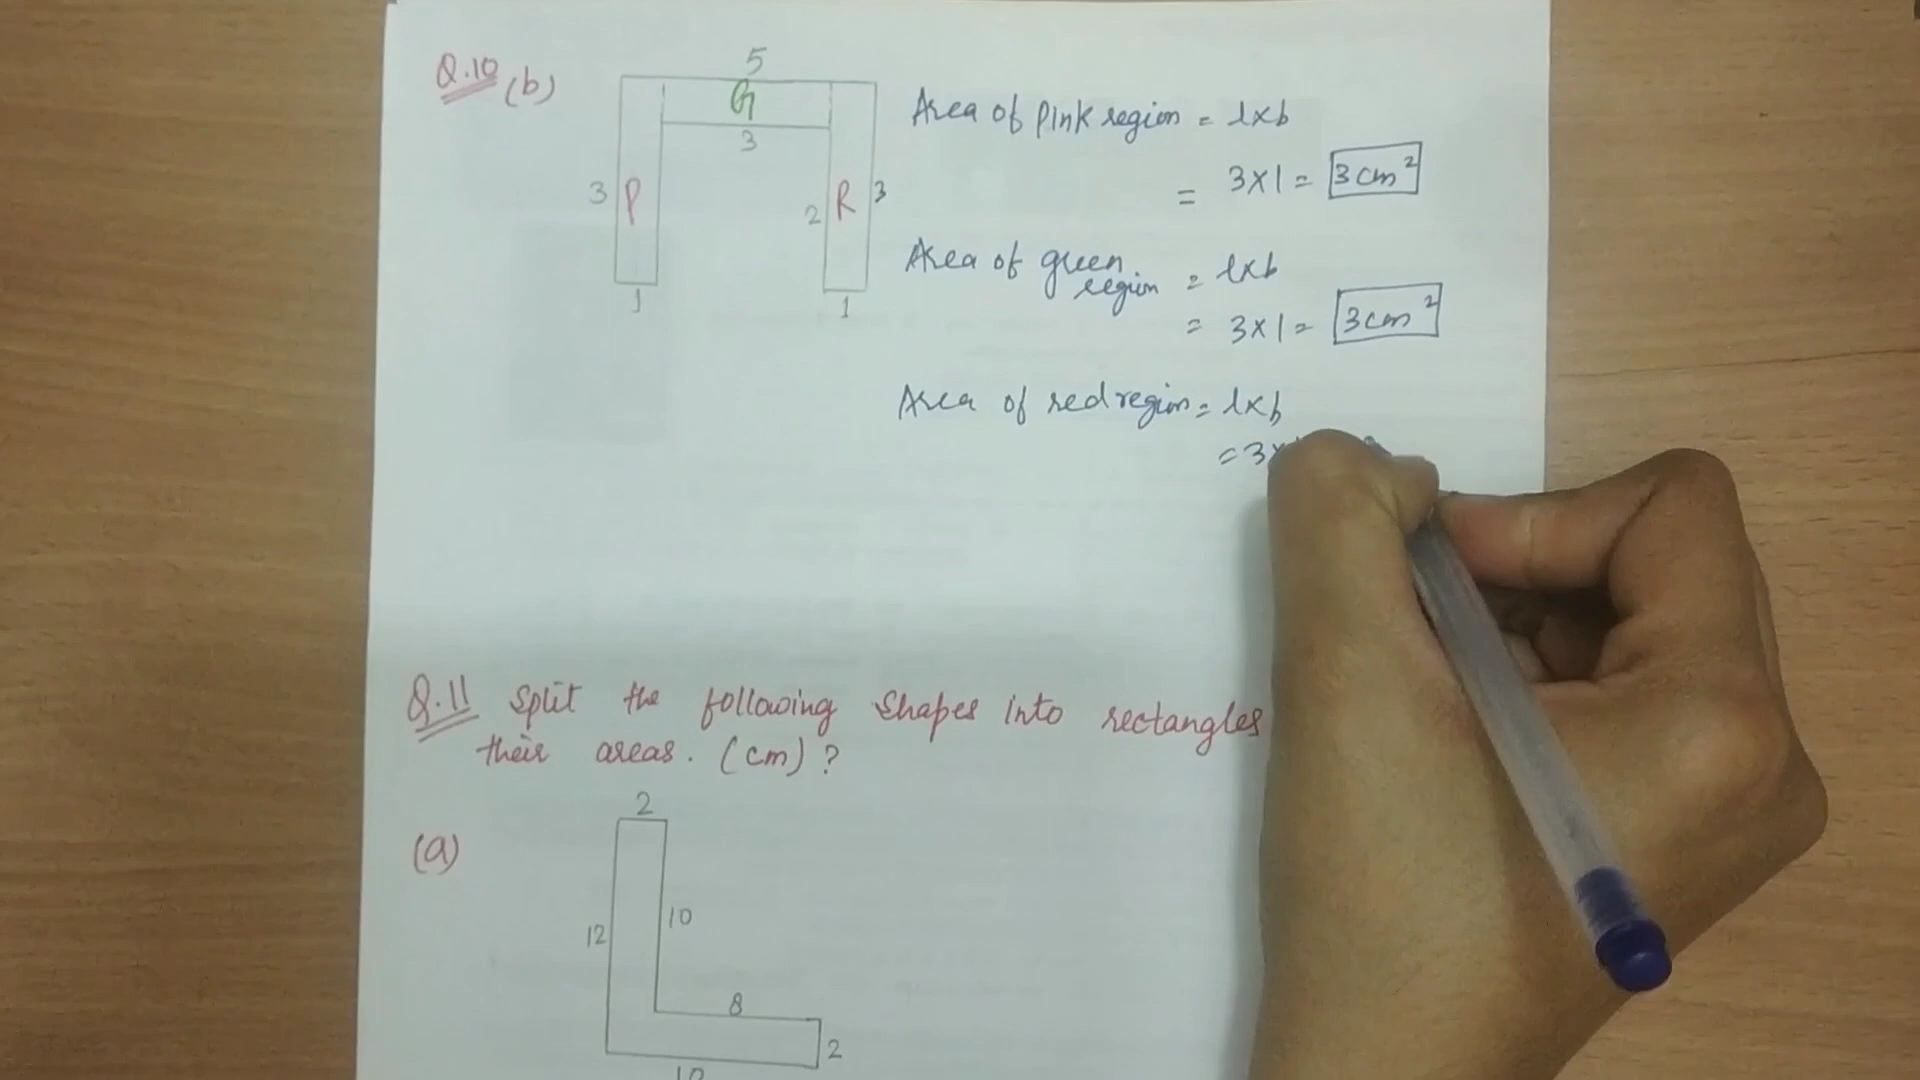 Q.10 (b)
5
G
3
3
P
2
R
3
1
1
Area of Pink region = l×b
= 3×1 = 3cm²
Area of green region = l×b
= 3×1 = 3cm²
Area of red region = l×b
= 3×
Q.11 Split the following shapes into rectangles
their areas. (cm) ?
(a)
2
12
10
8
2
10